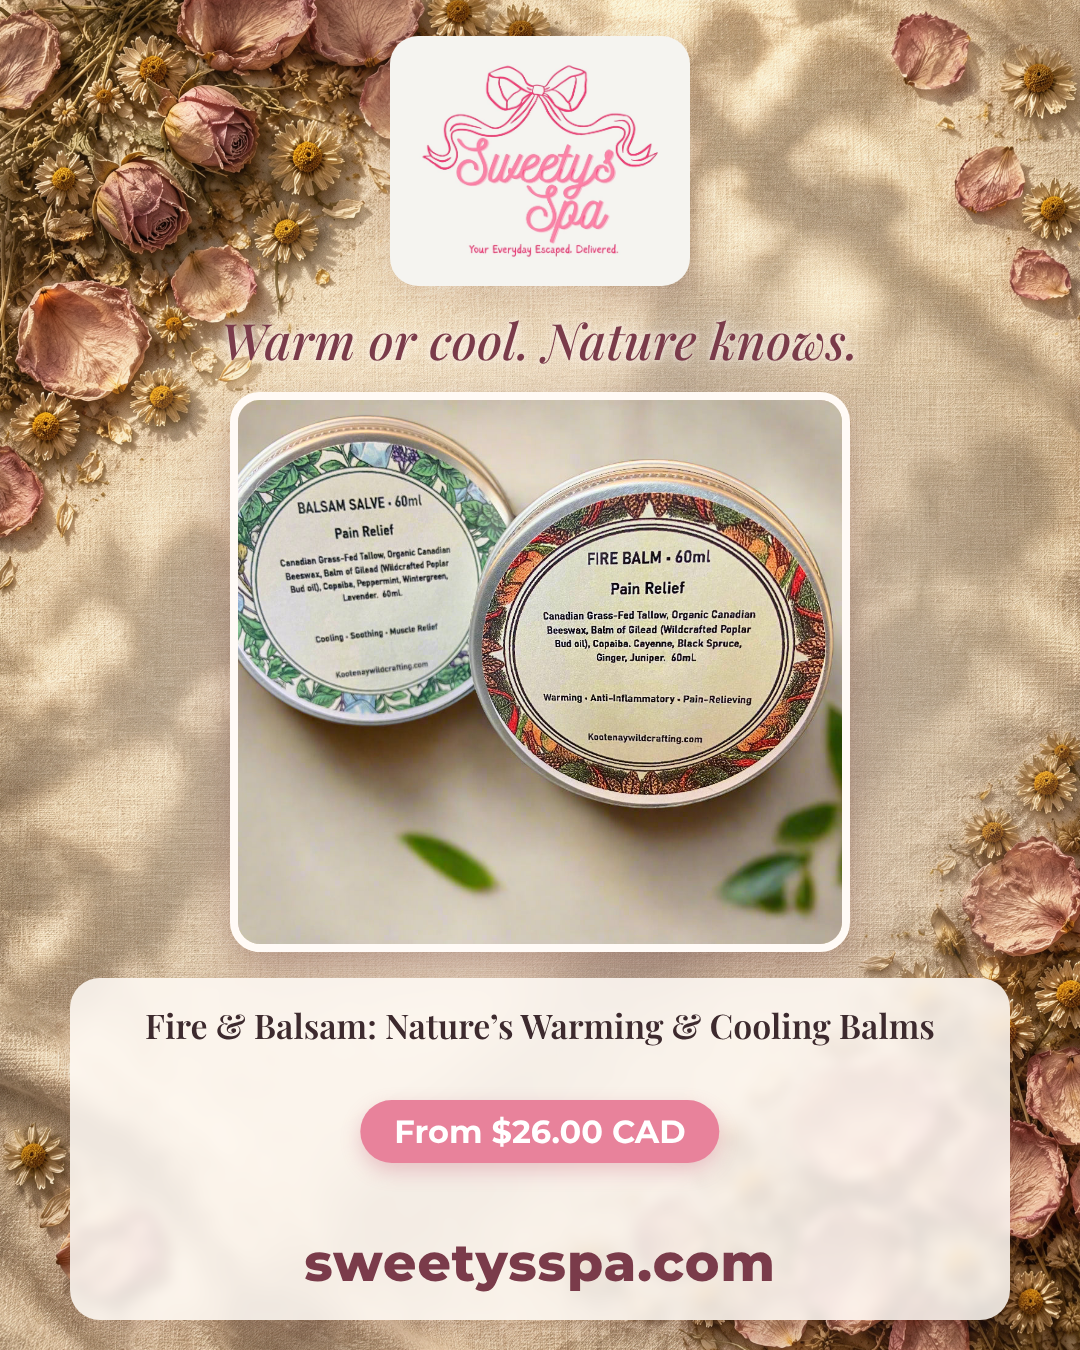 Sweetys
Spa
Your Everyday Escaped. Delivered.
Warm or cool. Nature knows.
BALSAM SALVE • 60ml
Pain Relief
Canadian Grass-Fed Tallow, Organic Canadian
Beeswax, Balm of Gilead (Wildcrafted Poplar
Bud oil), Copaiba, Peppermint, Wintergreen,
Lavender. 60mL
Cooling • Soothing • Muscle Relief
Kootenaywildcrafting.com
FIRE BALM • 60ml
Pain Relief
Canadian Grass-Fed Tallow, Organic Canadian
Beeswax, Balm of Gilead (Wildcrafted Poplar
Bud oil), Copaiba. Cayenne, Black Spruce,
Ginger, Juniper. 60mL
Warming • Anti-Inflammatory • Pain-Relieving
Kootenaywildcrafting.com
Fire & Balsam: Nature’s Warming & Cooling Balms
From $26.00 CAD
sweetysspa.com